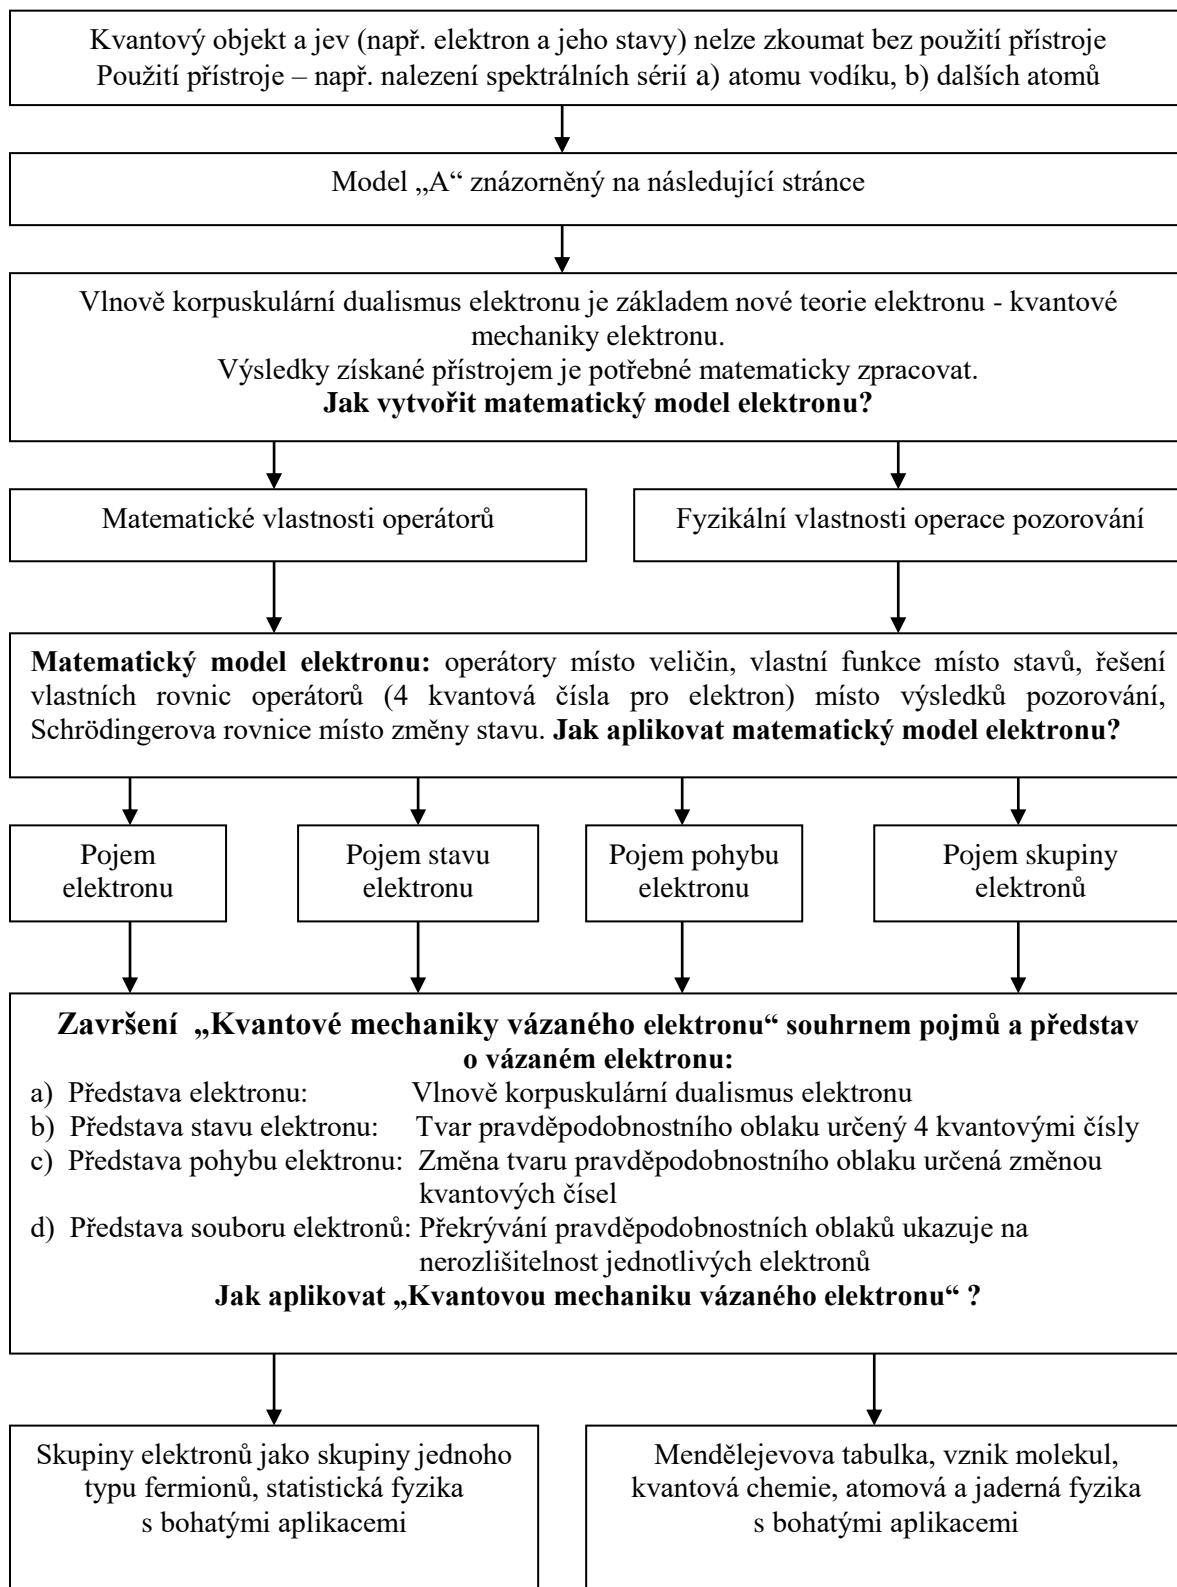 Kvantový objekt a jev (např. elektron a jeho stavy) nelze zkoumat bez použití přístroje
Použití přístroje – např. nalezení spektrálních sérií a) atomu vodíku, b) dalších atomů
Model „A“ znázorněný na následující stránce
Vlnově korpuskulární dualismus elektronu je základem nové teorie elektronu - kvantové
mechaniky elektronu.
Výsledky získané přístrojem je potřebné matematicky zpracovat.
Jak vytvořit matematický model elektronu?
Matematické vlastnosti operátorů
Fyzikální vlastnosti operace pozorování
Matematický model elektronu: operátory místo veličin, vlastní funkce místo stavů, řešení
vlastních rovnic operátorů (4 kvantová čísla pro elektron) místo výsledků pozorování,
Schrödingerova rovnice místo změny stavu. Jak aplikovat matematický model elektronu?
Pojem
elektronu
Pojem stavu
elektronu
Pojem pohybu
elektronu
Pojem skupiny
elektronů
Završení „Kvantové mechaniky vázaného elektronu“ souhrnem pojmů a představ
o vázaném elektronu:
a) Představa elektronu: Vlnově korpuskulární dualismus elektronu
b) Představa stavu elektronu: Tvar pravděpodobnostního oblaku určený 4 kvantovými čísly
c) Představa pohybu elektronu: Změna tvaru pravděpodobnostního oblaku určená změnou
kvantových čísel
d) Představa souboru elektronů: Překrývání pravděpodobnostních oblaků ukazuje na
nerozlišitelnost jednotlivých elektronů
Jak aplikovat „Kvantovou mechaniku vázaného elektronu“ ?
Skupiny elektronů jako skupiny jednoho
typu fermionů, statistická fyzika
s bohatými aplikacemi
Mendělejevova tabulka, vznik molekul,
kvantová chemie, atomová a jaderná fyzika
s bohatými aplikacemi